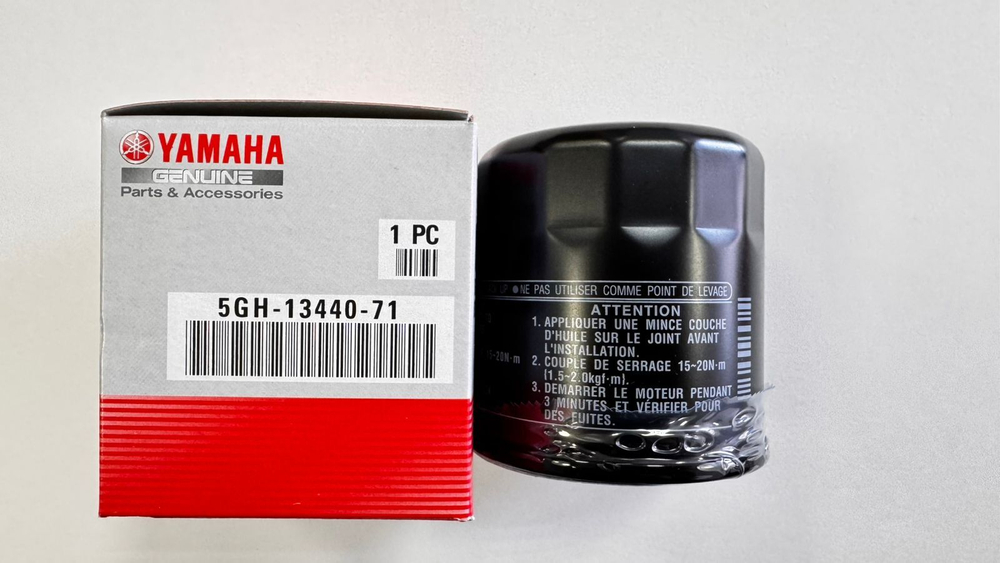 YAMAHA
GENUINE
Parts & Accessories
1 PC
5GH-13440-71
UP ●NE PAS UTILISER COMME POINT DE LEVAGE
ATTENTION
1. APPLIQUER UNE MINCE COUCHE
D'HUILE SUR LE JOINT AVANT
L'INSTALLATION.
-20N·m
2. COUPLE DE SERRAGE 15~20N·m
{1.5~2.0kgf·m}.
3. DEMARRER LE MOTEUR PENDANT
3 MINUTES ET VÉRIFIER POUR
DES FUITES.